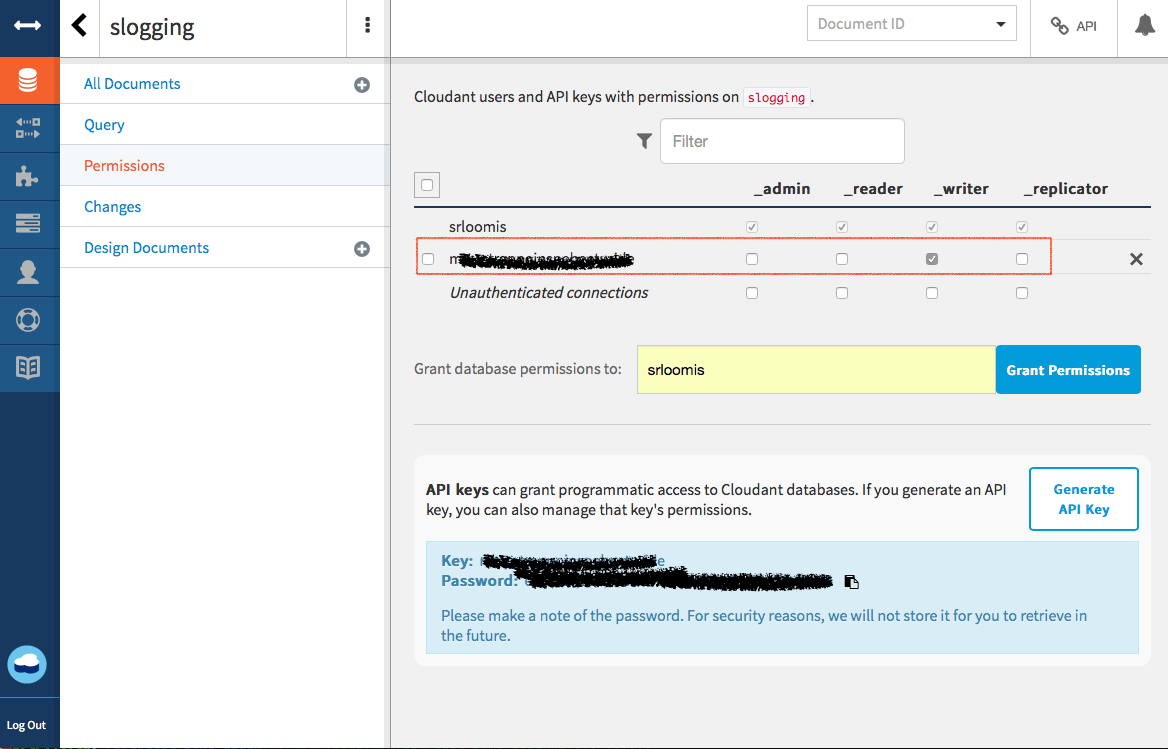 slogging
Document ID
API
All Documents
Query
Permissions
Changes
Design Documents
Cloudant users and API keys with permissions on slogging .
Filter
_admin _reader _writer _replicator
srloomis
Unauthenticated connections
Grant database permissions to: srloomis Grant Permissions
API keys can grant programmatic access to Cloudant databases. If you generate an API
key, you can also manage that key's permissions.
Generate
API Key
Key:
Password:
Please make a note of the password. For security reasons, we will not store it for you to retrieve in
the future.
Log Out